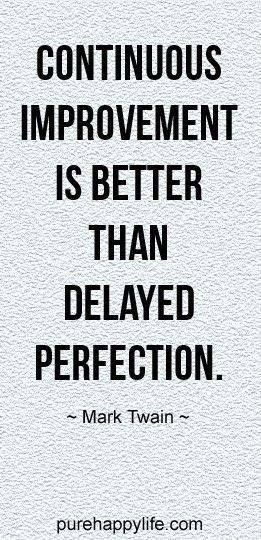 CONTINUOUS
IMPROVEMENT
IS BETTER
THAN
DELAYED
PERFECTION.
~ Mark Twain ~
purehappylife.com